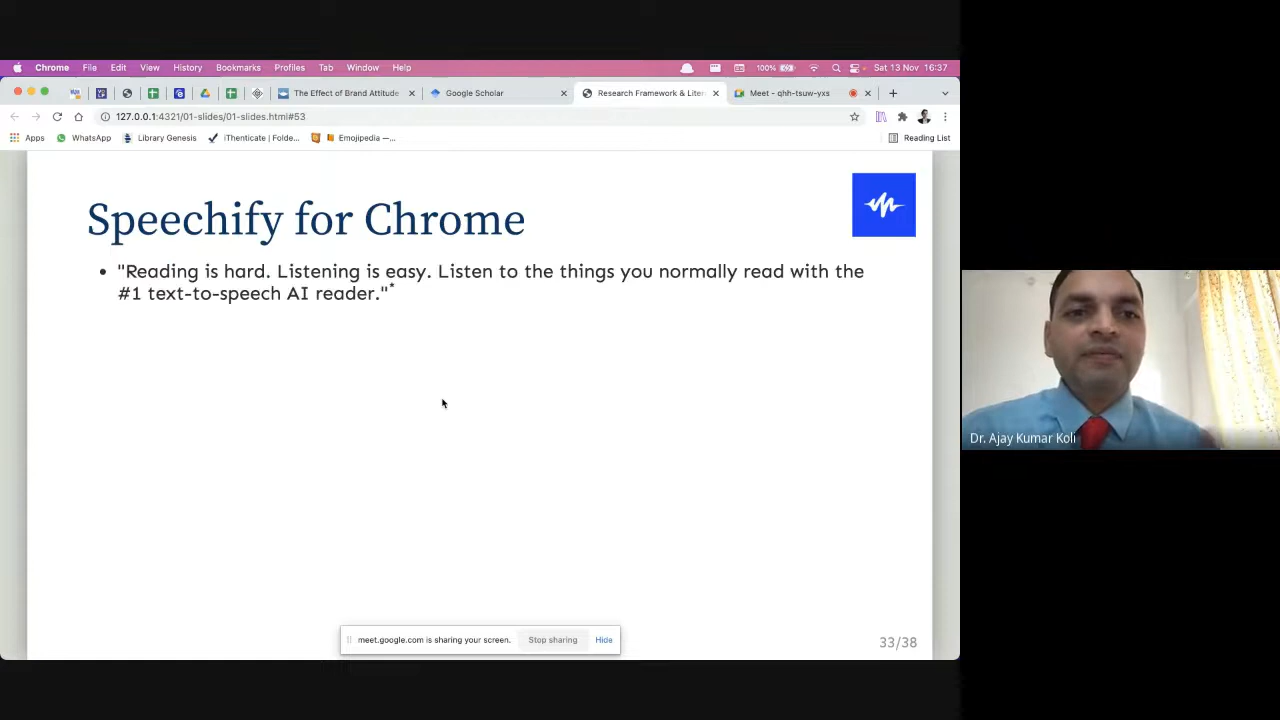 Chrome File Edit View History Bookmarks Profiles Tab Window Help 100% Sat 13 Nov 16:37
The Effect of Brand Attitude Google Scholar Research Framework & Liter Meet - qhh-tsuw-yxs
127.0.0.1:4321/01-slides/01-slides.html#53
Apps WhatsApp Library Genesis iThenticate | Folde... Emojipedia —... Reading List
Speechify for Chrome
• "Reading is hard. Listening is easy. Listen to the things you normally read with the
#1 text-to-speech AI reader."*
Dr. Ajay Kumar Koli
meet.google.com is sharing your screen. Stop sharing Hide
33/38